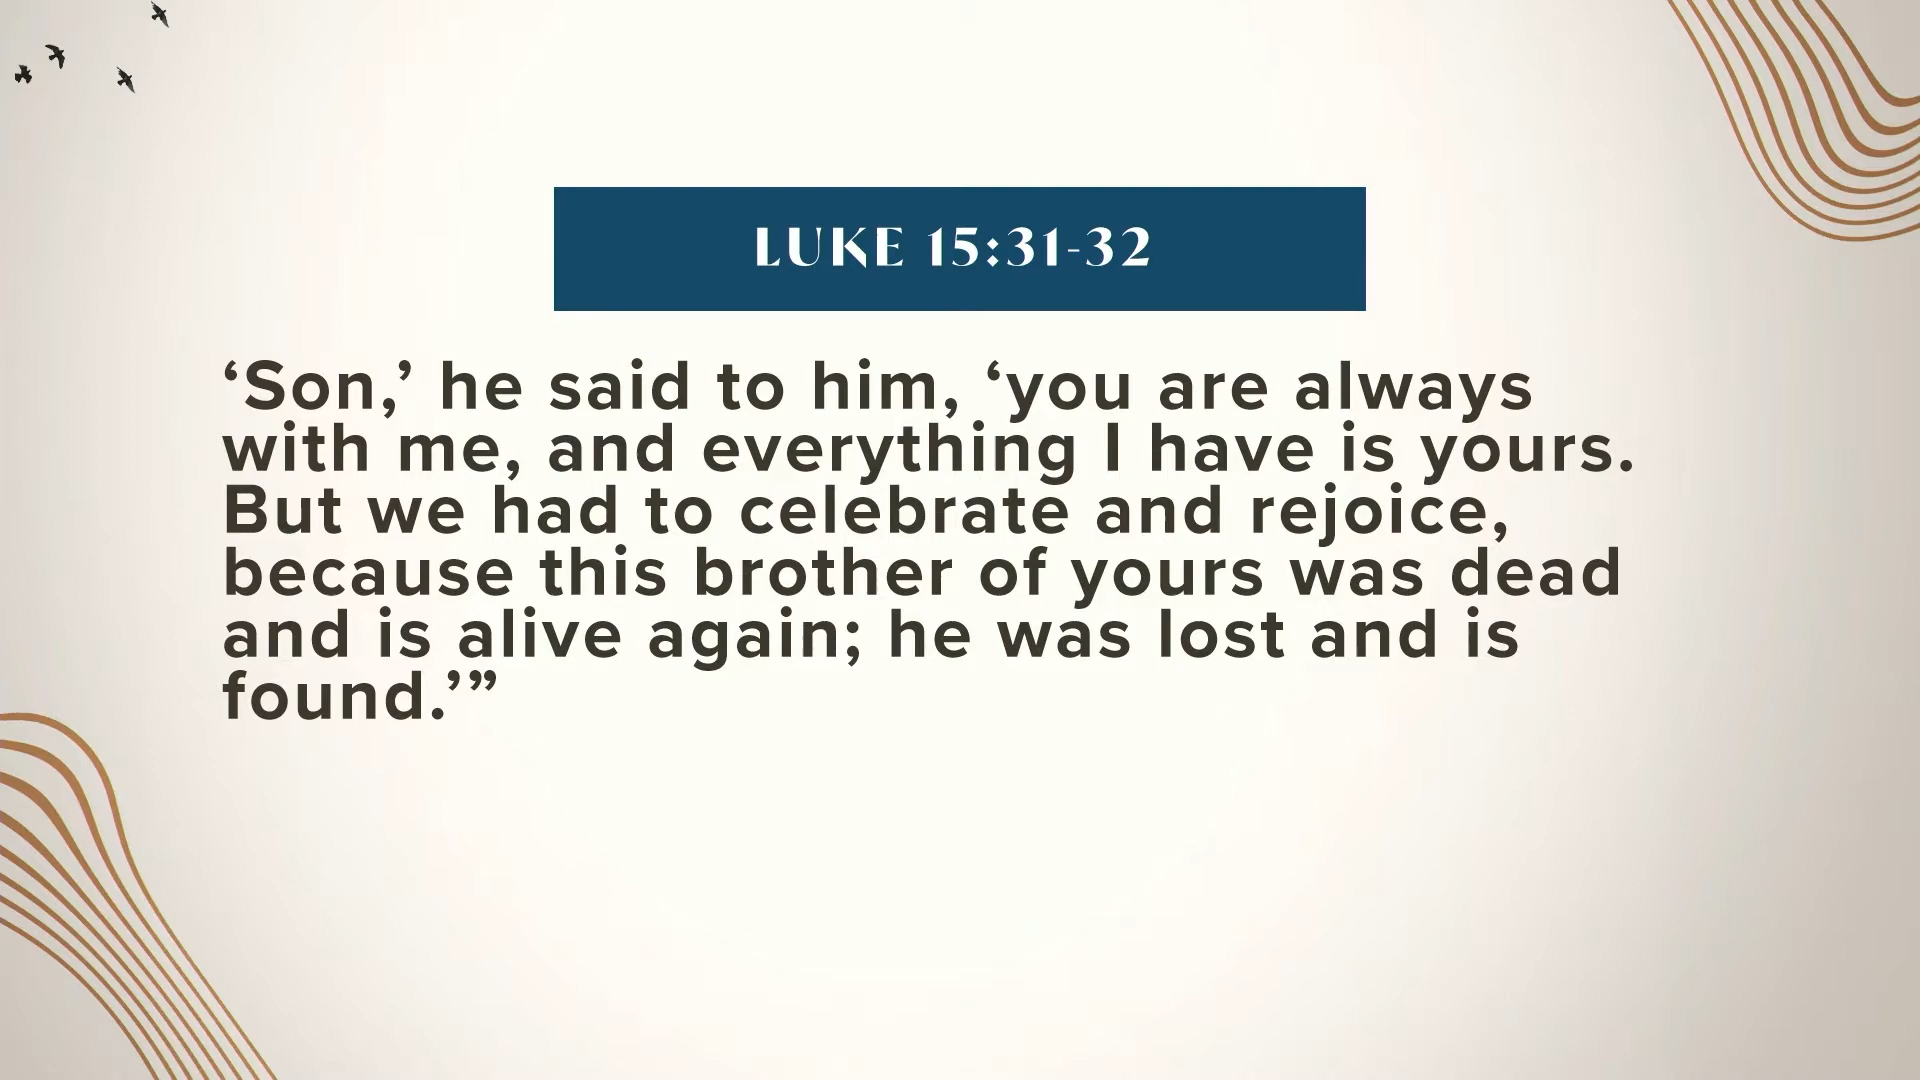 LUKE 15:31-32
‘Son,’ he said to him, ‘you are always
with me, and everything I have is yours.
But we had to celebrate and rejoice,
because this brother of yours was dead
and is alive again; he was lost and is
found.’”